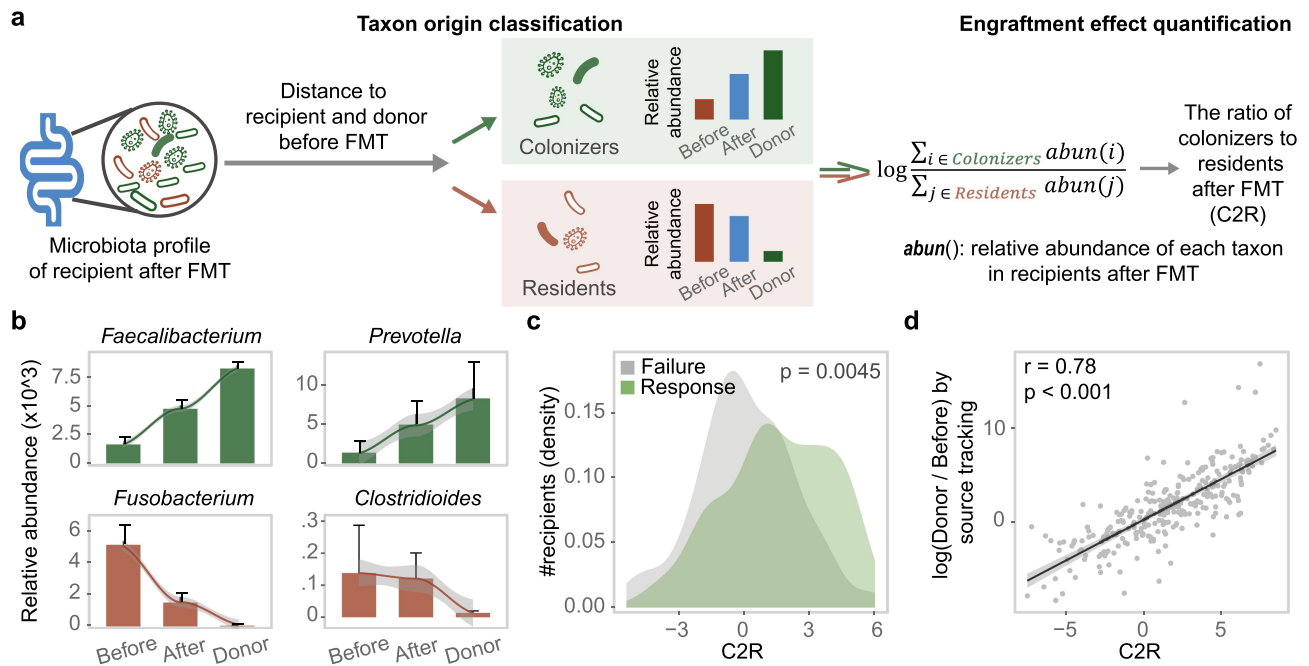 a
Taxon origin classification
Engraftment effect quantification
Microbiota profile
of recipient after FMT
Distance to
recipient and donor
before FMT
Colonizers
Relative
abundance
Before
After
Donor
Residents
Relative
abundance
Before
After
Donor
log ∑i ∈ Colonizers abun(i)
∑j ∈ Residents abun(j)
The ratio of
colonizers to
residents
after FMT
(C2R)
abun(): relative abundance of each taxon
in recipients after FMT
b
Relative abundance (x10^3)
Faecalibacterium
7.5
5
2.5
0
Prevotella
10
5
0
Fusobacterium
6
4
2
0
Before
After
Donor
Clostridioides
.3
.2
.1
0
Before
After
Donor
c
#recipients (density)
Failure
Response
p = 0.0045
0.15
0.10
0.05
0.00
−3
0
3
6
C2R
d
log(Donor / Before) by
source tracking
r = 0.78
p < 0.001
10
0
−5
0
5
C2R